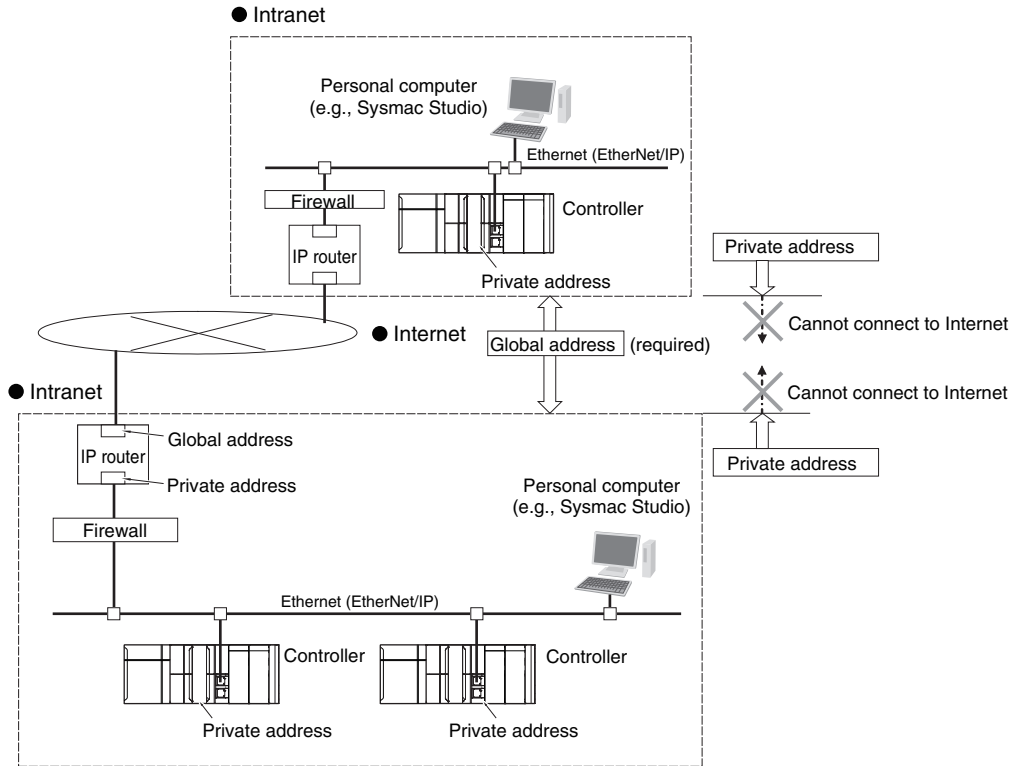 ● Intranet
Personal computer
(e.g., Sysmac Studio)
Ethernet (EtherNet/IP)
Firewall
Controller
IP router
Private address
Private address
● Internet
Global address (required)
Cannot connect to Internet
Cannot connect to Internet
Private address
● Intranet
Global address
IP router
Private address
Firewall
Personal computer
(e.g., Sysmac Studio)
Ethernet (EtherNet/IP)
Controller
Controller
Private address
Private address